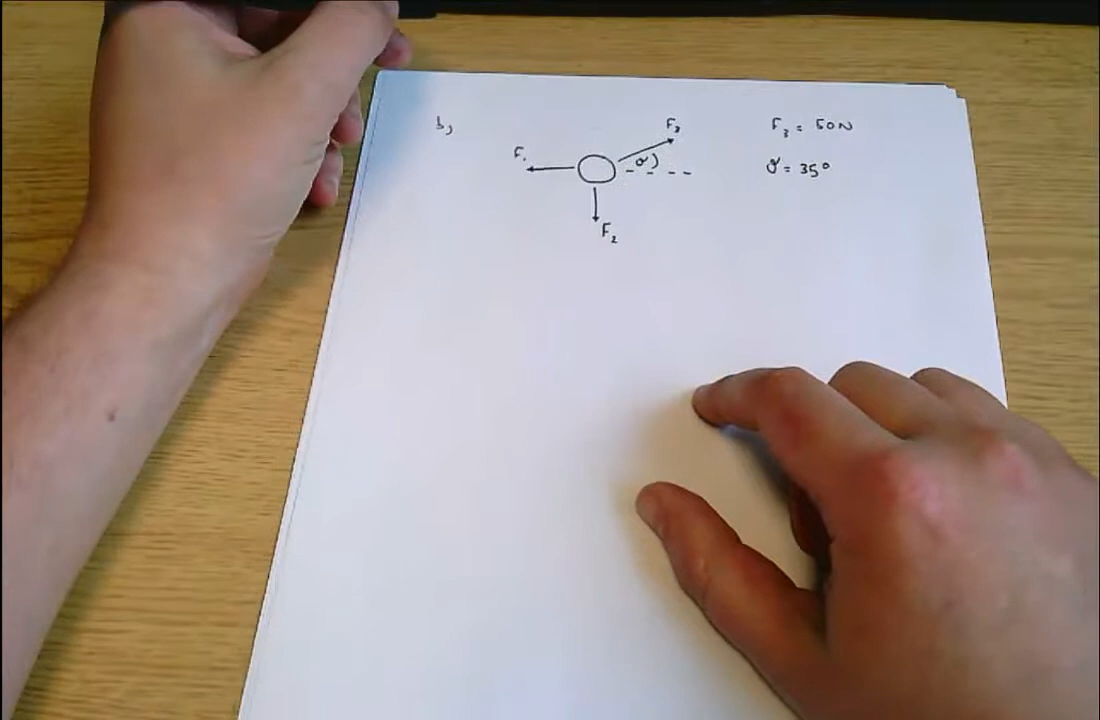 b)
F₃
F₃ = 50N
F₁
ϑ
ϑ = 35°
F₂